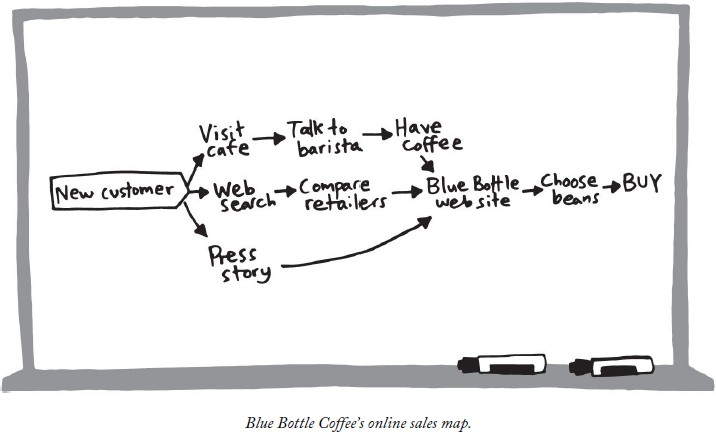 Visit
cafe
Talk to
barista
Have
coffee
New customer
Web
search
Compare
retailers
Blue Bottle
web site
Choose
beans
BUY
Press
story
Blue Bottle Coffee's online sales map.